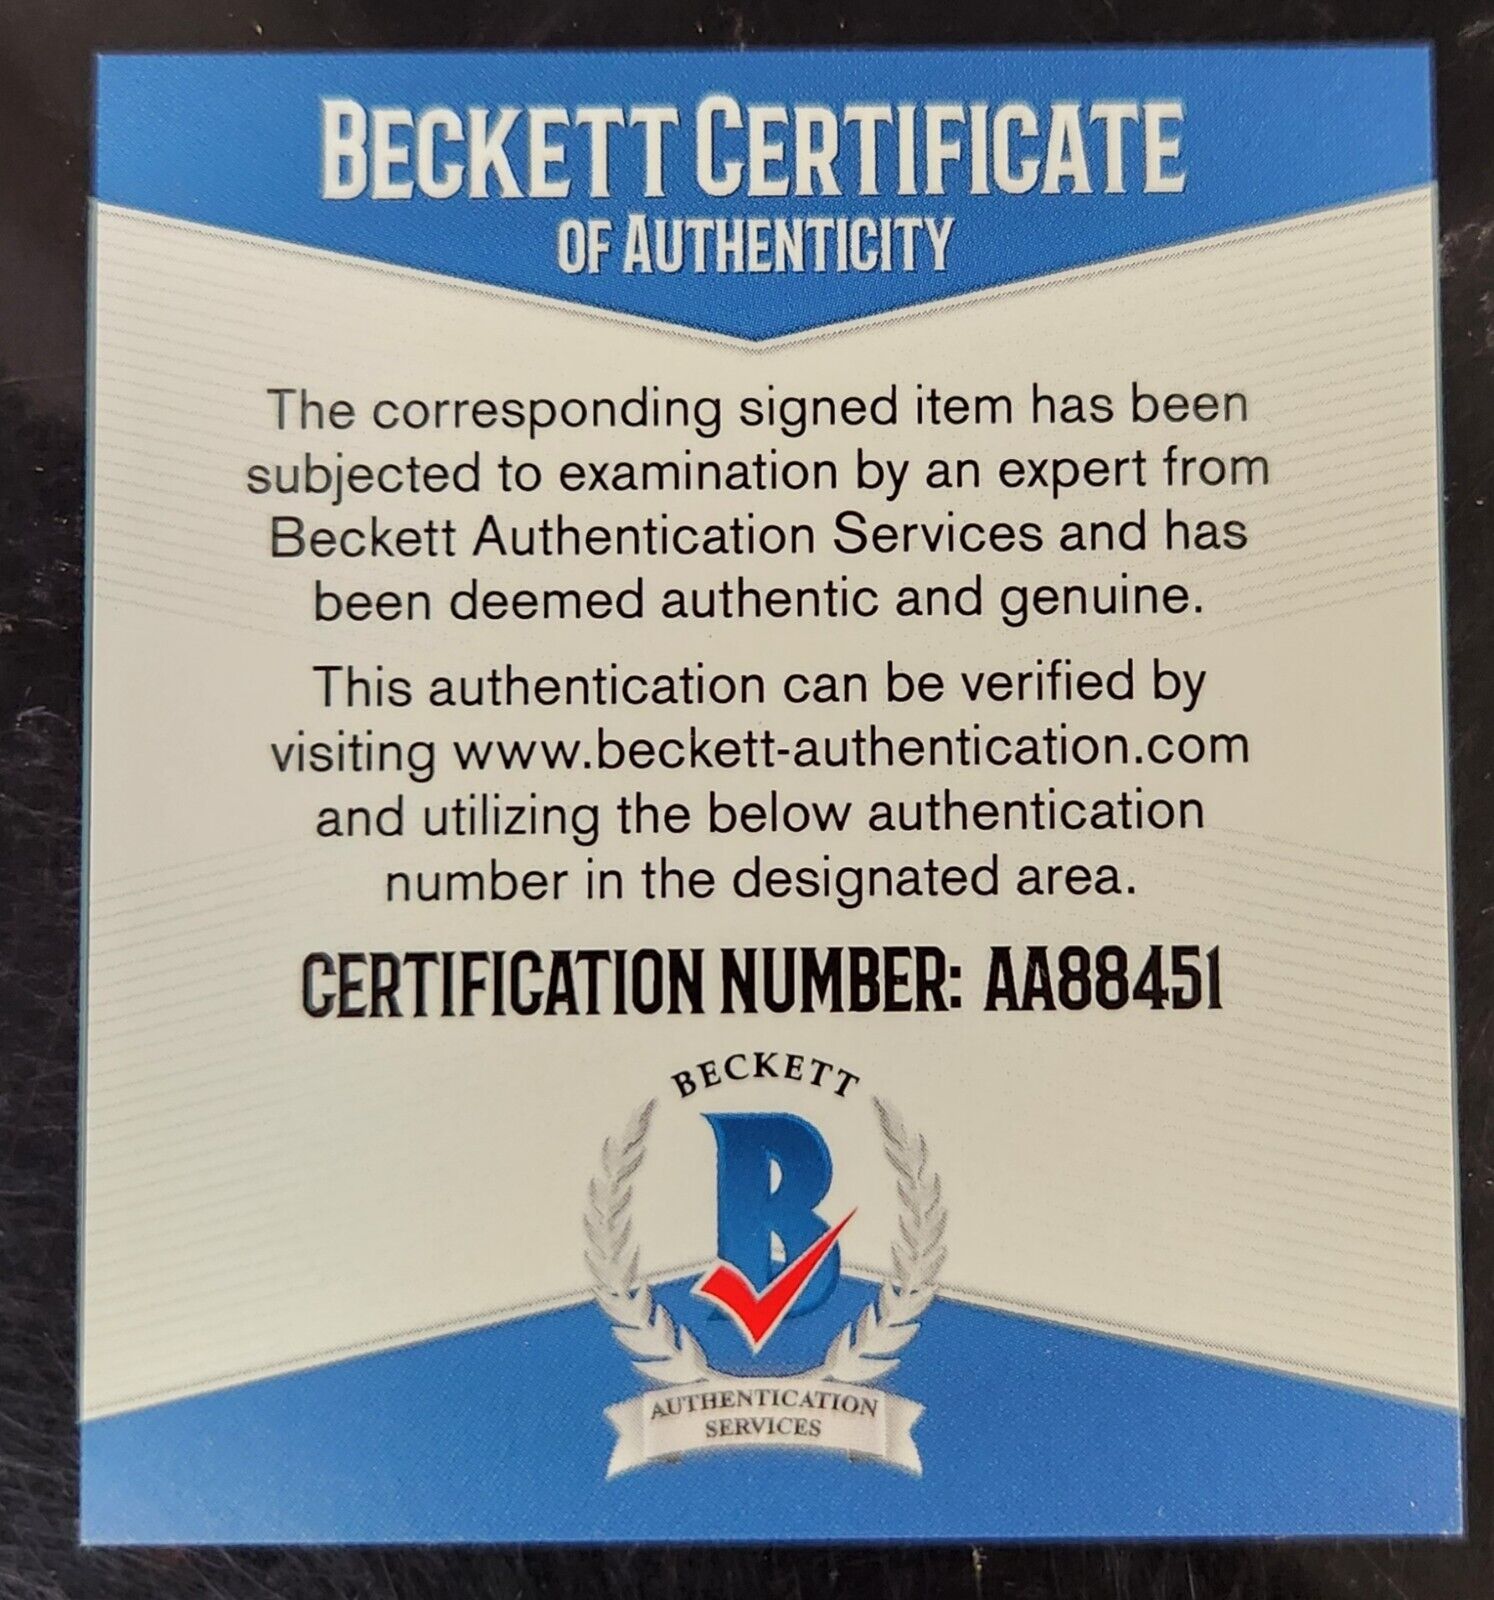 BECKETT CERTIFICATE
OF AUTHENTICITY
The corresponding signed item has been
subjected to examination by an expert from
Beckett Authentication Services and has
been deemed authentic and genuine.
This authentication can be verified by
visiting www.beckett-authentication.com
and utilizing the below authentication
number in the designated area.
CERTIFICATION NUMBER: AA88451
BECKETT
B
AUTHENTICATION
SERVICES